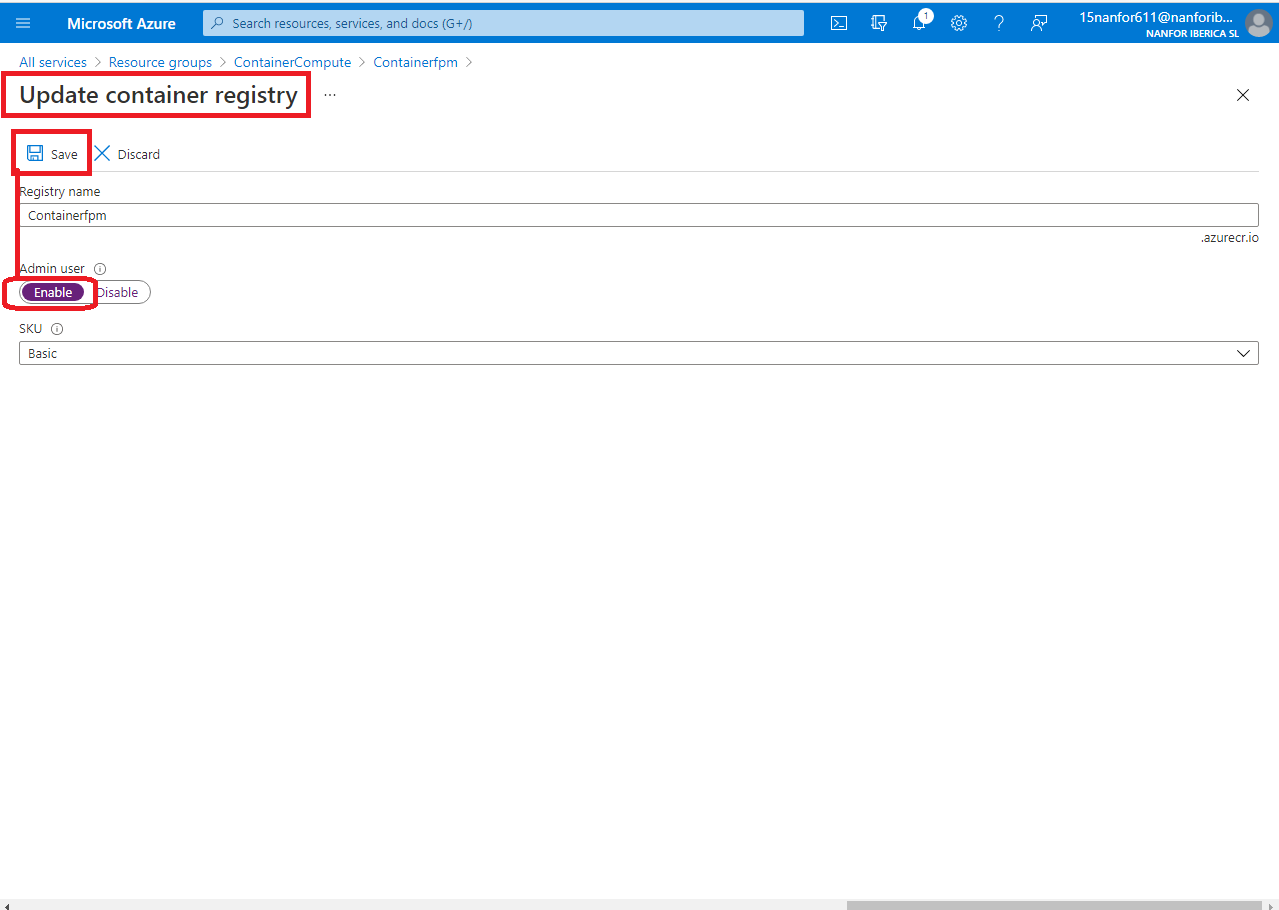 Microsoft Azure
Search resources, services, and docs (G+/)
1
15nanfor611@nanforib...
NANFOR IBERICA SL
All services > Resource groups > ContainerCompute > Containerfpm >
Update container registry ...
Save Discard
Registry name
Containerfpm
.azurecr.io
Admin user
Enable Disable
SKU
Basic